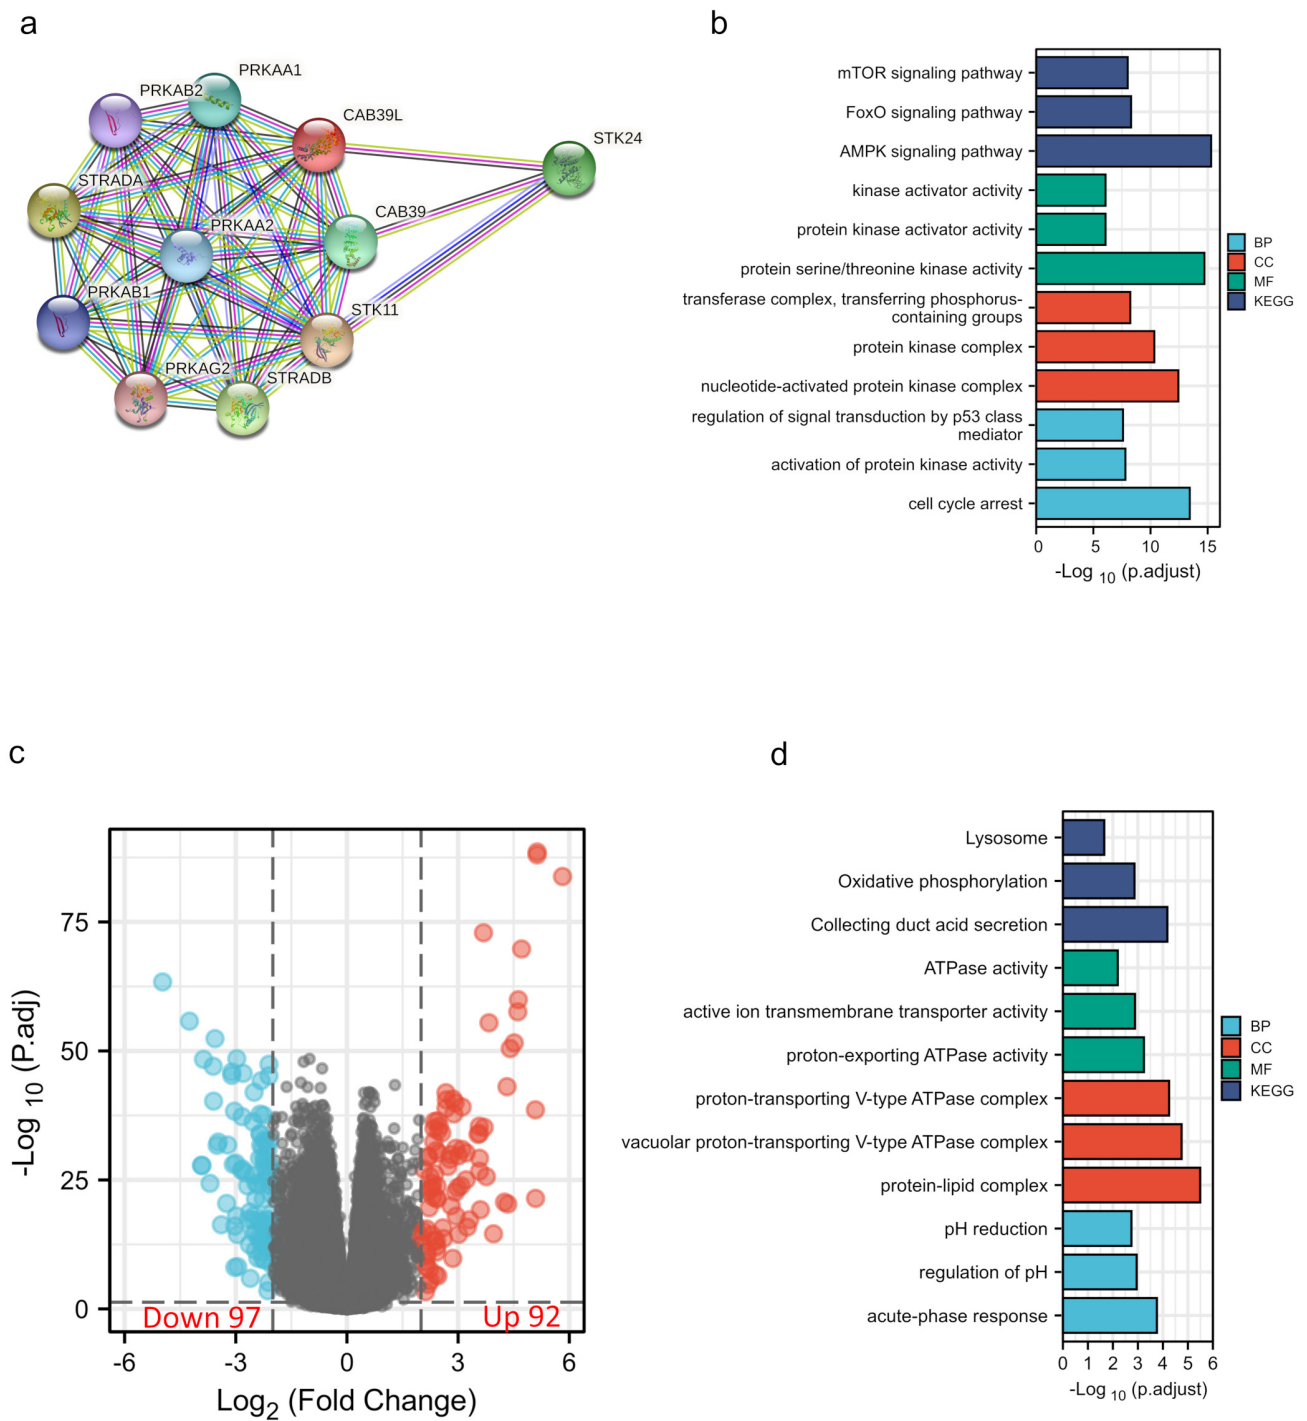 a
PRKAA1
PRKAB2
CAB39L
STK24
STRADA
CAB39
PRKAA2
PRKAB1
STK11
PRKAG2
STRADB
b
mTOR signaling pathway
FoxO signaling pathway
AMPK signaling pathway
kinase activator activity
protein kinase activator activity
protein serine/threonine kinase activity
transferase complex, transferring phosphorus-
containing groups
protein kinase complex
nucleotide-activated protein kinase complex
regulation of signal transduction by p53 class
mediator
activation of protein kinase activity
cell cycle arrest
0 5 10 15
-Log 10 (p.adjust)
BP
CC
MF
KEGG
c
-Log 10 (P.adj)
75
50
25
0
Down 97
Up 92
-6 -3 0 3 6
Log2 (Fold Change)
d
Lysosome
Oxidative phosphorylation
Collecting duct acid secretion
ATPase activity
active ion transmembrane transporter activity
proton-exporting ATPase activity
proton-transporting V-type ATPase complex
vacuolar proton-transporting V-type ATPase complex
protein-lipid complex
pH reduction
regulation of pH
acute-phase response
0 1 2 3 4 5 6
-Log 10 (p.adjust)
BP
CC
MF
KEGG